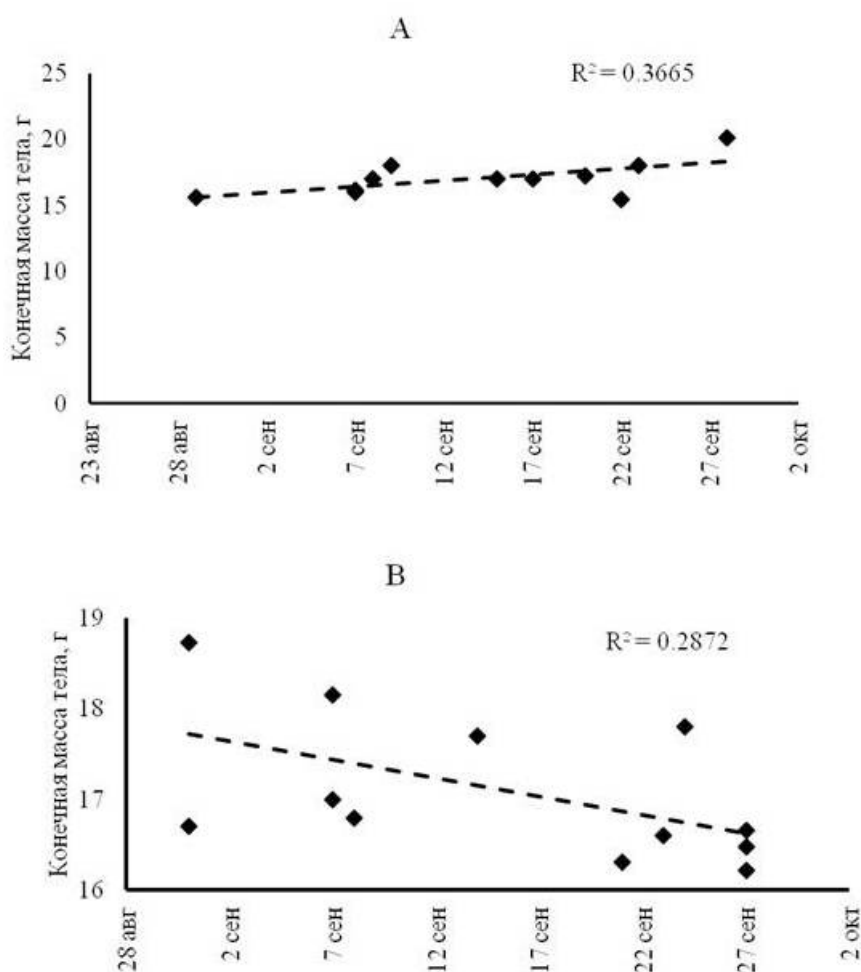 A
R² = 0.3665
Конечная масса тела, г
25
20
15
10
5
0
23 авг
28 авг
2 сен
7 сен
12 сен
17 сен
22 сен
27 сен
2 окт
B
R² = 0.2872
Конечная масса тела, г
19
18
17
16
28 авг
2 сен
7 сен
12 сен
17 сен
22 сен
27 сен
2 окт